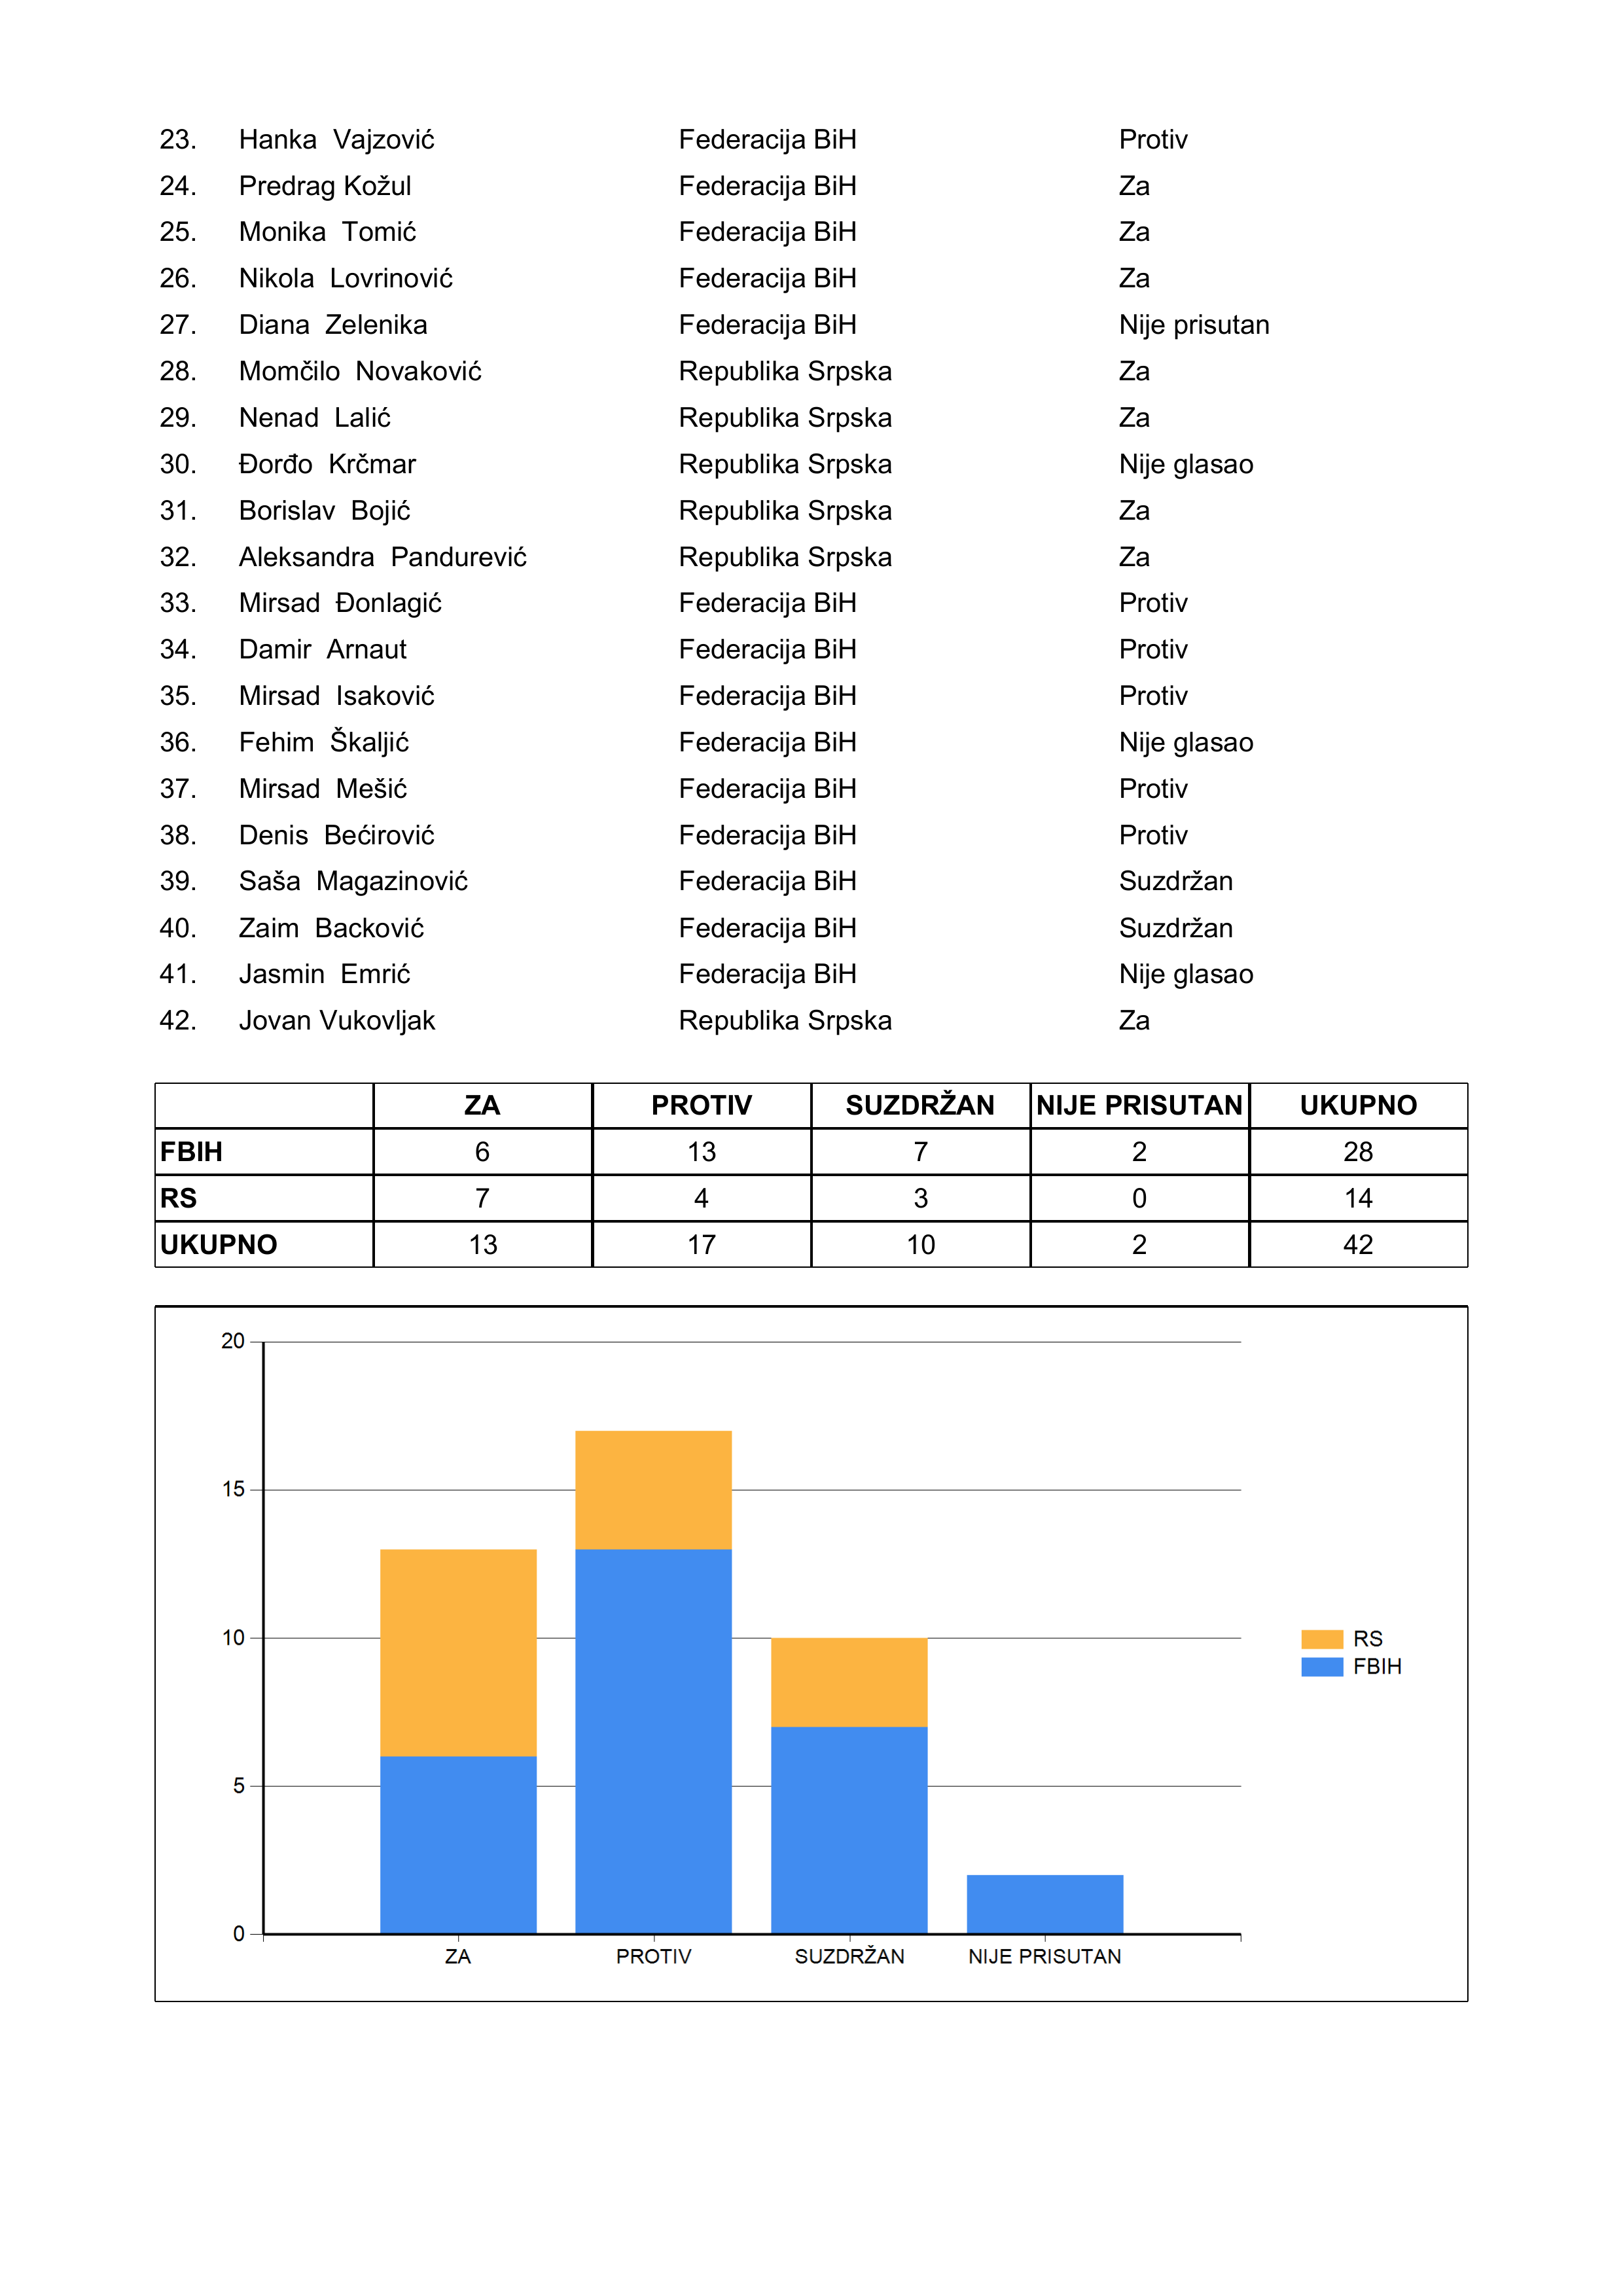 23. Hanka Vajzović Federacija BiH Protiv
24. Predrag Kožul Federacija BiH Za
25. Monika Tomić Federacija BiH Za
26. Nikola Lovrinović Federacija BiH Za
27. Diana Zelenika Federacija BiH Nije prisutan
28. Momčilo Novaković Republika Srpska Za
29. Nenad Lalić Republika Srpska Za
30. Đorđo Krčmar Republika Srpska Nije glasao
31. Borislav Bojić Republika Srpska Za
32. Aleksandra Pandurević Republika Srpska Za
33. Mirsad Đonlagić Federacija BiH Protiv
34. Damir Arnaut Federacija BiH Protiv
35. Mirsad Isaković Federacija BiH Protiv
36. Fehim Škaljić Federacija BiH Nije glasao
37. Mirsad Mešić Federacija BiH Protiv
38. Denis Bećirović Federacija BiH Protiv
39. Saša Magazinović Federacija BiH Suzdržan
40. Zaim Backović Federacija BiH Suzdržan
41. Jasmin Emrić Federacija BiH Nije glasao
42. Jovan Vukovljak Republika Srpska Za
ZA PROTIV SUZDRŽAN NIJE PRISUTAN UKUPNO
FBIH 6 13 7 2 28
RS 7 4 3 0 14
UKUPNO 13 17 10 2 42
20
15
10
5
0
ZA PROTIV SUZDRŽAN NIJE PRISUTAN
RS
FBIH